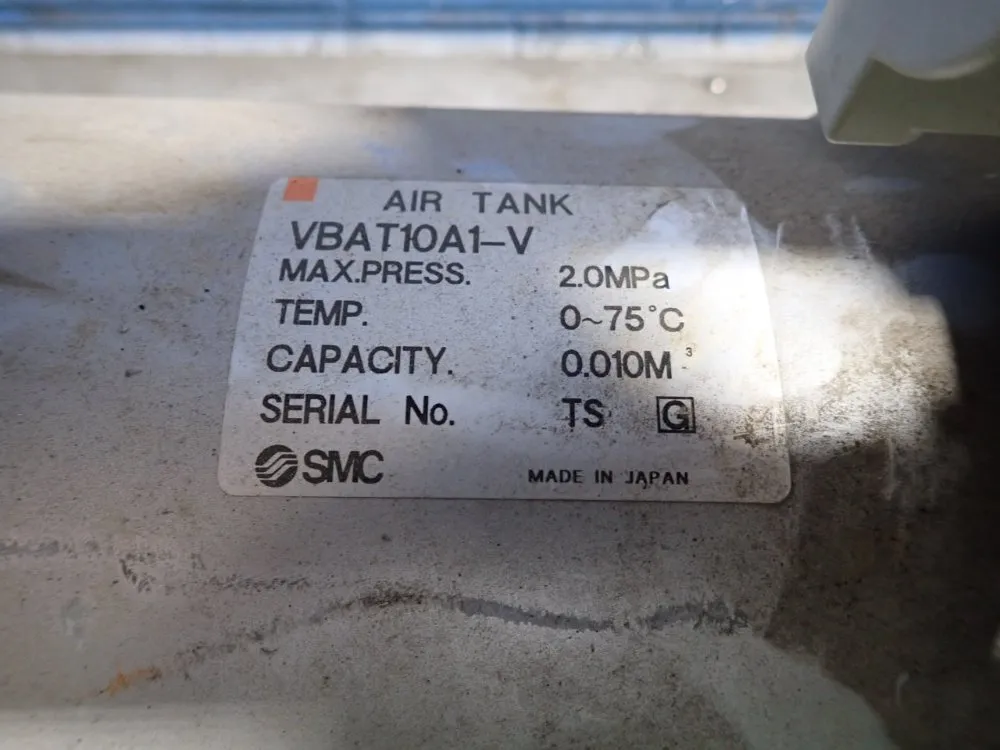 AIR TANK
VBAT10A1-V
MAX.PRESS. 2.0MPa
TEMP. 0~75°C
CAPACITY. 0.010M³
SERIAL No. TS G
SMC MADE IN JAPAN